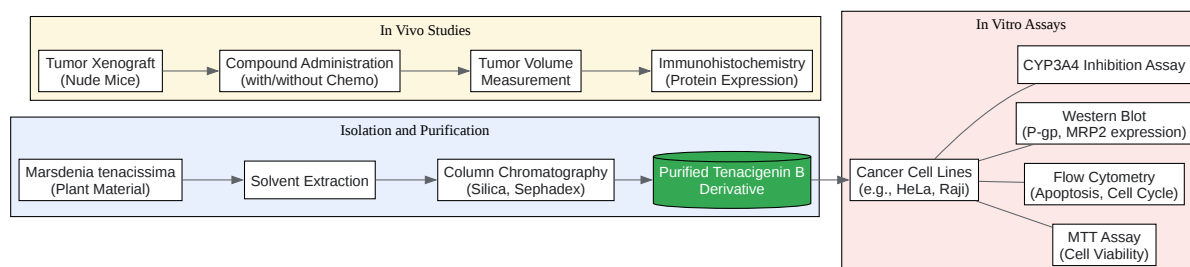 In Vivo Studies
Tumor Xenograft
(Nude Mice)
Compound Administration
(with/without Chemo)
Tumor Volume
Measurement
Immunohistochemistry
(Protein Expression)
Isolation and Purification
Marsdenia tenacissima
(Plant Material)
Solvent Extraction
Column Chromatography
(Silica, Sephadex)
Purified Tenacigenin B
Derivative
In Vitro Assays
Cancer Cell Lines
(e.g., HeLa, Raji)
CYP3A4 Inhibition Assay
Western Blot
(P-gp, MRP2 expression)
Flow Cytometry
(Apoptosis, Cell Cycle)
MTT Assay
(Cell Viability)